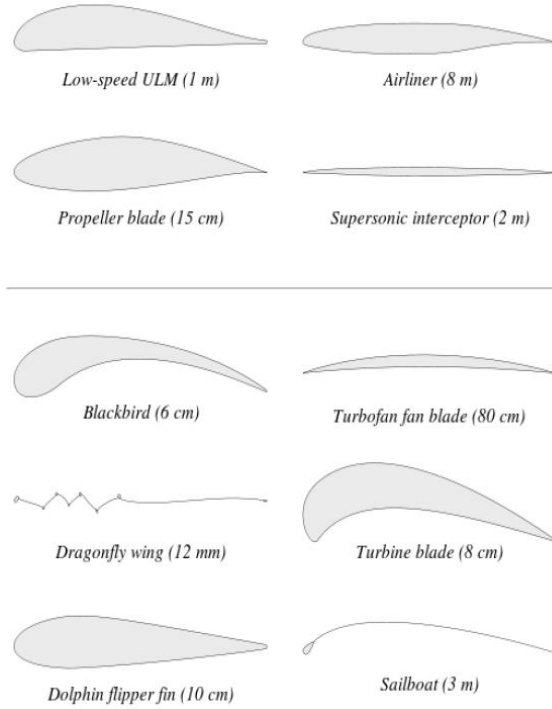 Low-speed ULM (1 m)
Airliner (8 m)
Propeller blade (15 cm)
Supersonic interceptor (2 m)
Blackbird (6 cm)
Turbofan fan blade (80 cm)
Dragonfly wing (12 mm)
Turbine blade (8 cm)
Dolphin flipper fin (10 cm)
Sailboat (3 m)